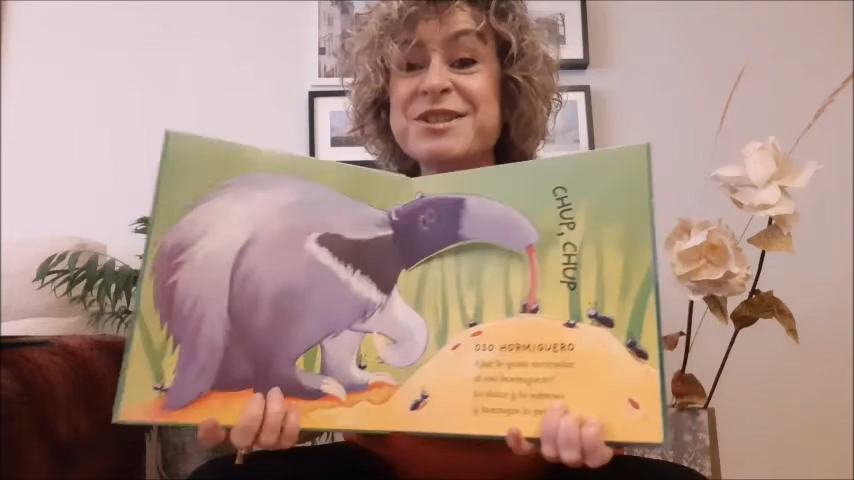 CHUP, CHUP
OSO HORMIGUERO
¿Qué le gusta merendar
al oso hormiguero?
Lo dulce y lo sabroso
y hormigas lo